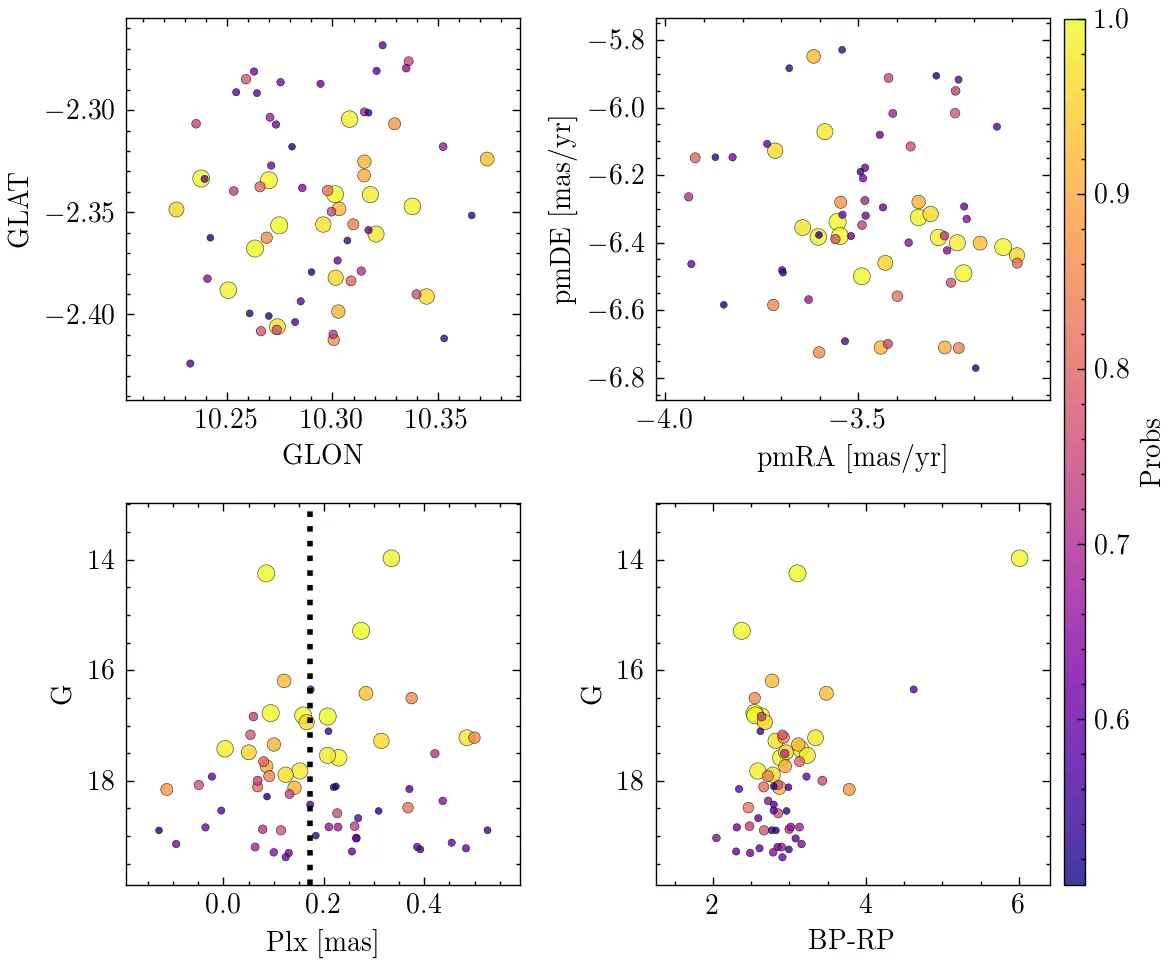 −2.30
−2.35
−2.40
GLAT
10.25 10.30 10.35
GLON
−5.8
−6.0
−6.2
−6.4
−6.6
−6.8
pmDE [mas/yr]
−4.0 −3.5
pmRA [mas/yr]
1.0
0.9
0.8
0.7
0.6
Probs
14
16
18
G
0.0 0.2 0.4
Plx [mas]
14
16
18
G
2 4 6
BP-RP